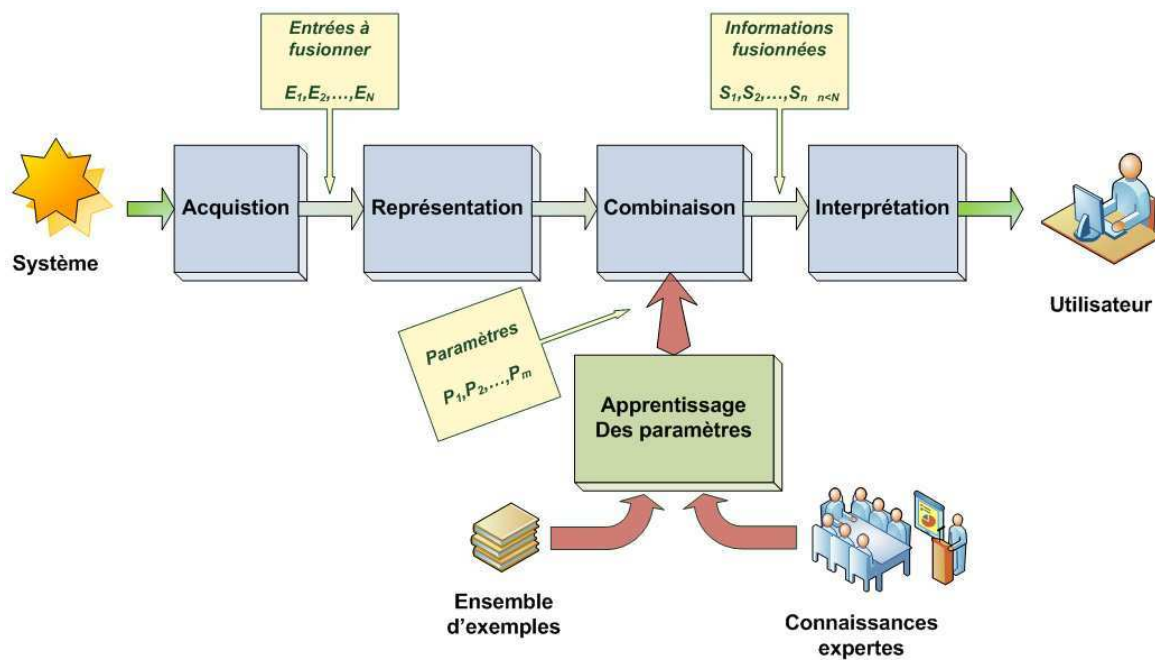 Entrées à
fusionner
E1,E2,...,EN
Informations
fusionnées
S1,S2,...,Sn n<N
Système
Acquistion
Représentation
Combinaison
Interprétation
Utilisateur
Paramètres
P1,P2,...,Pm
Apprentissage
Des paramètres
Ensemble
d'exemples
Connaissances
expertes